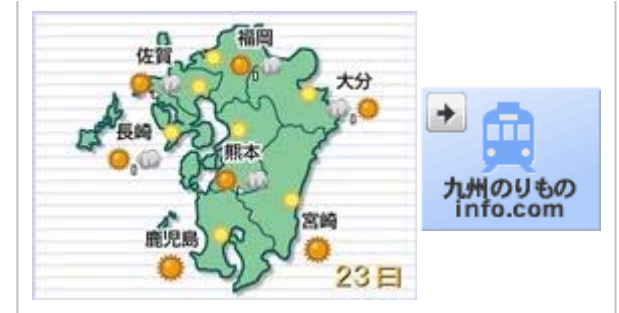 福岡
佐賀
大分
長崎
熊本
宮崎
鹿児島
23日
九州のりもの
info.com